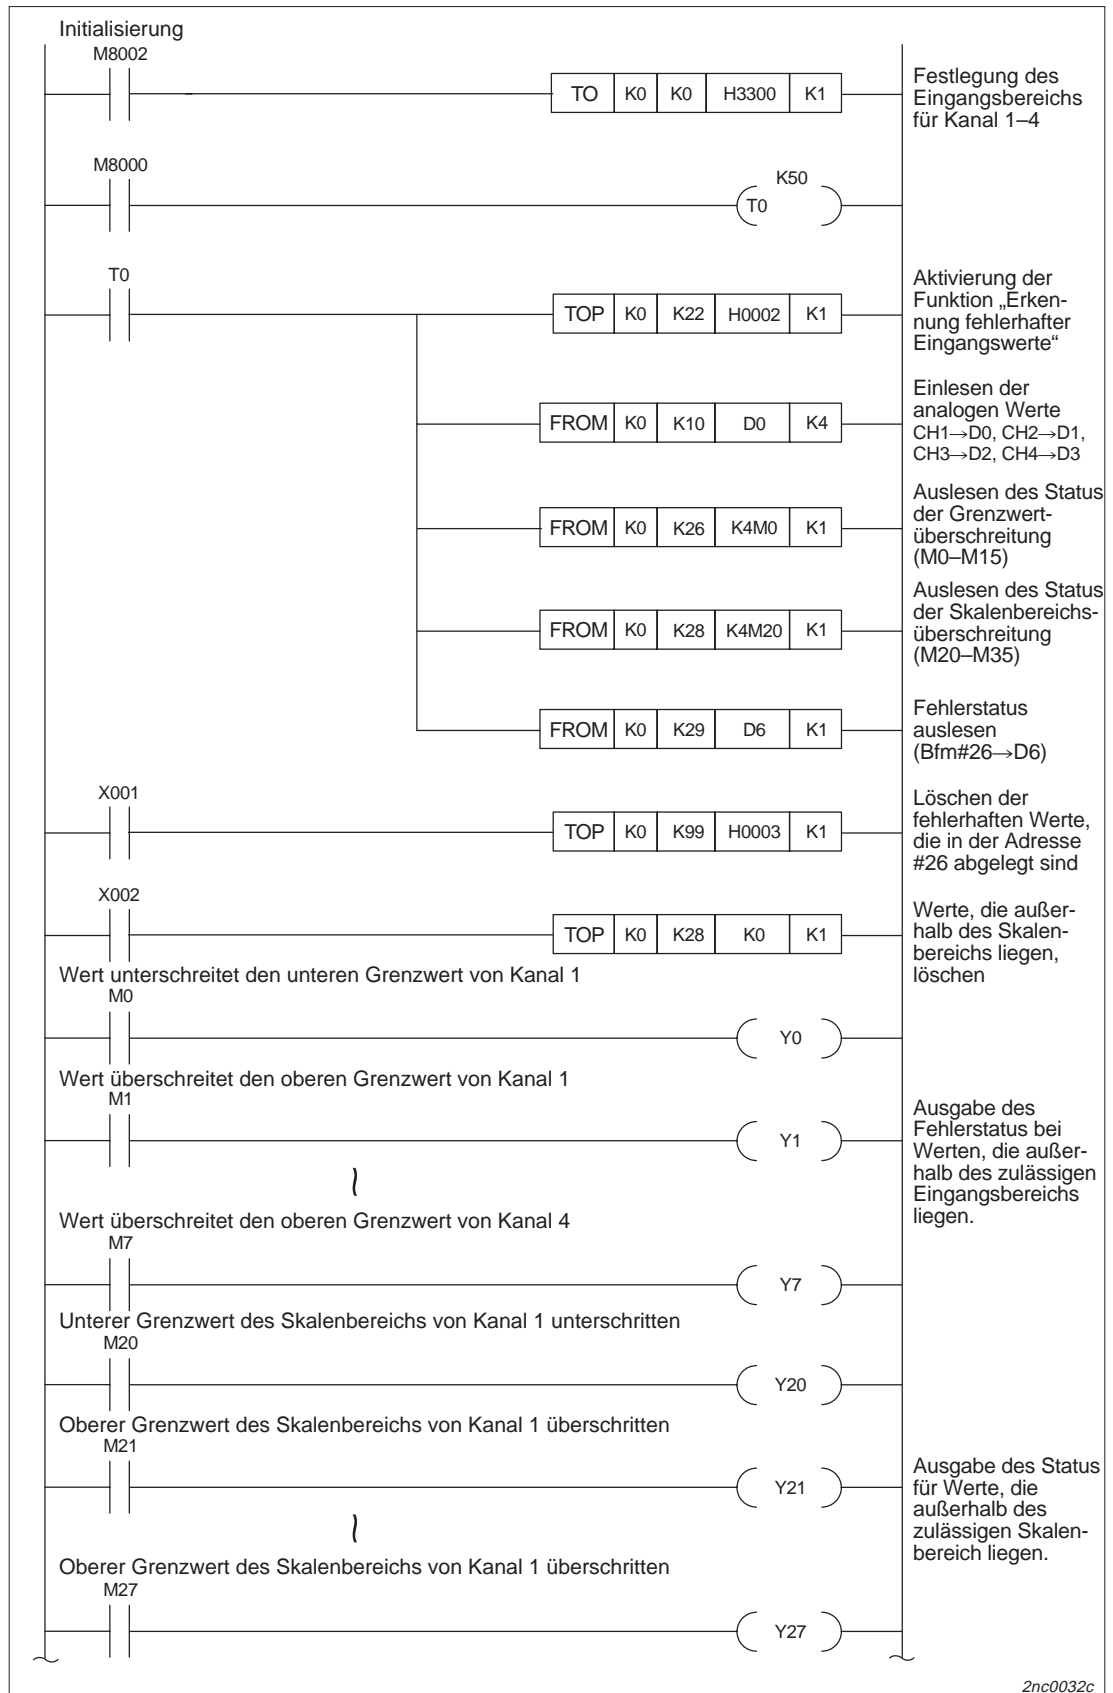 Initialisierung
M8002
TO K0 K0 H3300 K1
Festlegung des
Eingangsbereichs
für Kanal 1–4
M8000
K50
T0
T0
TOP K0 K22 H0002 K1
Aktivierung der
Funktion „Erken-
nung fehlerhafter
Eingangswerte“
FROM K0 K10 D0 K4
Einlesen der
analogen Werte
CH1→D0, CH2→D1,
CH3→D2, CH4→D3
FROM K0 K26 K4M0 K1
Auslesen des Status
der Grenzwert-
überschreitung
(M0–M15)
FROM K0 K28 K4M20 K1
Auslesen des Status
der Skalenbereichs-
überschreitung
(M20–M35)
FROM K0 K29 D6 K1
Fehlerstatus
auslesen
(Bfm#26→D6)
X001
TOP K0 K99 H0003 K1
Löschen der
fehlerhaften Werte,
die in der Adresse
#26 abgelegt sind
X002
TOP K0 K28 K0 K1
Werte, die außer-
halb des Skalen-
bereichs liegen,
löschen
Wert unterschreitet den unteren Grenzwert von Kanal 1
M0
Y0
Wert überschreitet den oberen Grenzwert von Kanal 1
M1
Y1
Ausgabe des
Fehlerstatus bei
Werten, die außer-
halb des zulässigen
Eingangsbereichs
liegen.
Wert überschreitet den oberen Grenzwert von Kanal 4
M7
Y7
Unterer Grenzwert des Skalenbereichs von Kanal 1 unterschritten
M20
Y20
Oberer Grenzwert des Skalenbereichs von Kanal 1 überschritten
M21
Y21
Ausgabe des Status
für Werte, die
außerhalb des
zulässigen Skalen-
bereich liegen.
Oberer Grenzwert des Skalenbereichs von Kanal 1 überschritten
M27
Y27
2nc0032c